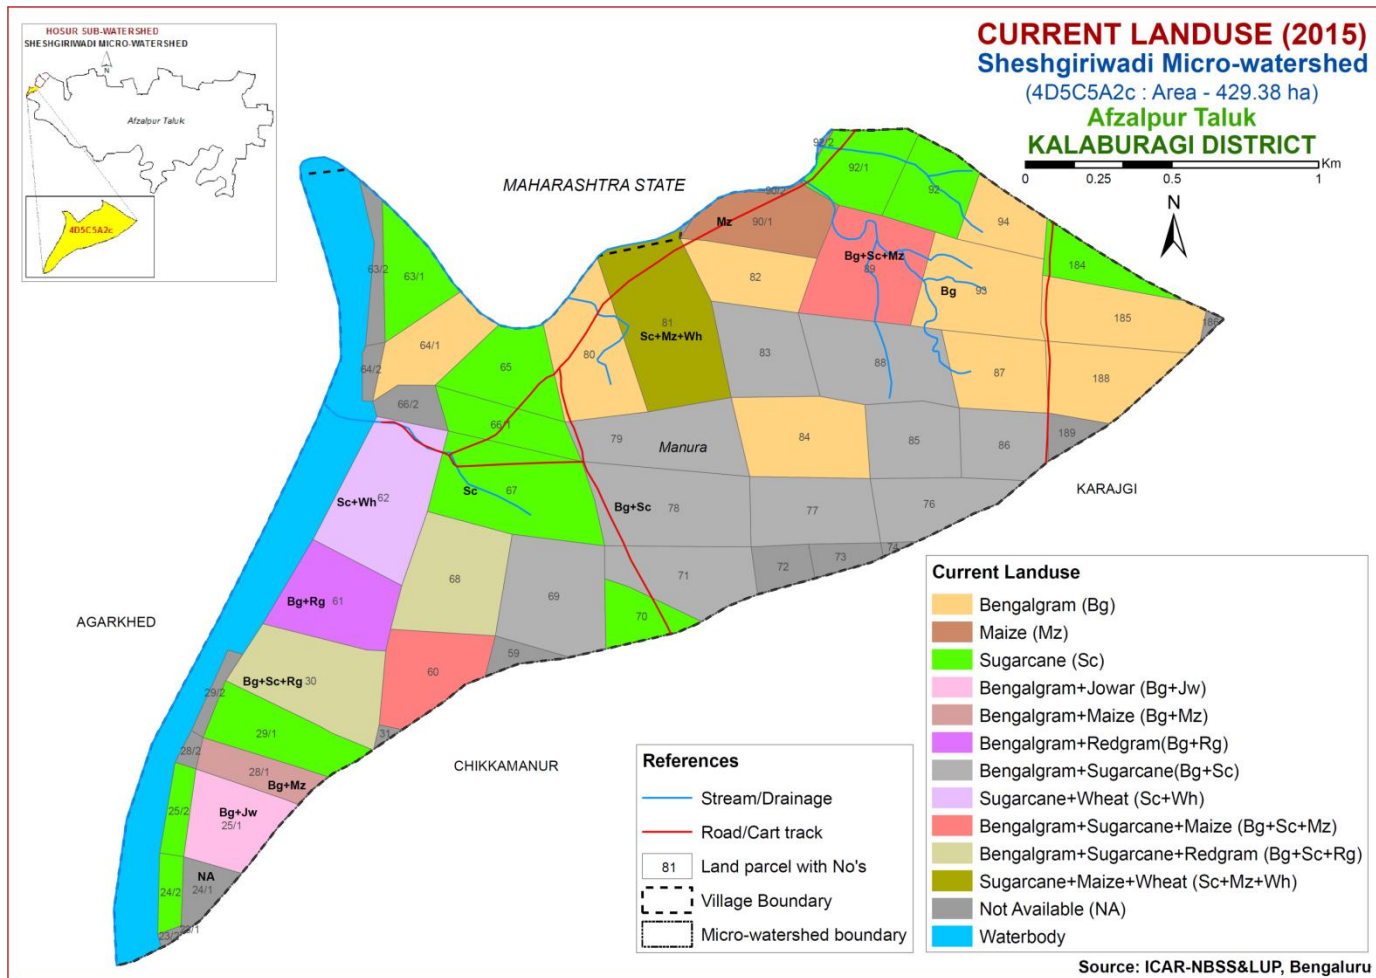 HOSUR SUB-WATERSHED
SHESHGIRIWADI MICRO-WATERSHED
N
Afzalpur Taluk
4D5C5A2c
CURRENT LANDUSE (2015)
Sheshgiriwadi Micro-watershed
(4D5C5A2c : Area - 429.38 ha)
Afzalpur Taluk
KALABURAGI DISTRICT
Km
0 0.25 0.5 1
N
MAHARASHTRA STATE
92/2
92/1
92
90/2
Mz
90/1
94
63/2
63/1
Bg+Sc+Mz
89
184
82
Bg 93
81
Sc+Mz+Wh
185
186
64/1
64/2
65
80
83
88
87
188
66/2
66/1
79
Manura
84
85
86
189
KARAJGI
Sc+Wh 62
Sc 67
Bg+Sc 78
77
76
74
73
72
71
68
69
70
Bg+Rg 61
AGARKHED
59
60
Bg+Sc+Rg 30
29/2
29/1
31
CHIKKAMANUR
28/2
28/1
Bg+Mz
25/2
Bg+Jw
25/1
NA
24/1
24/2
23/1
23/2
References
Stream/Drainage
Road/Cart track
81 Land parcel with No's
Village Boundary
Micro-watershed boundary
Current Landuse
Bengalgram (Bg)
Maize (Mz)
Sugarcane (Sc)
Bengalgram+Jowar (Bg+Jw)
Bengalgram+Maize (Bg+Mz)
Bengalgram+Redgram(Bg+Rg)
Bengalgram+Sugarcane(Bg+Sc)
Sugarcane+Wheat (Sc+Wh)
Bengalgram+Sugarcane+Maize (Bg+Sc+Mz)
Bengalgram+Sugarcane+Redgram (Bg+Sc+Rg)
Sugarcane+Maize+Wheat (Sc+Mz+Wh)
Not Available (NA)
Waterbody
Source: ICAR-NBSS&LUP, Bengaluru